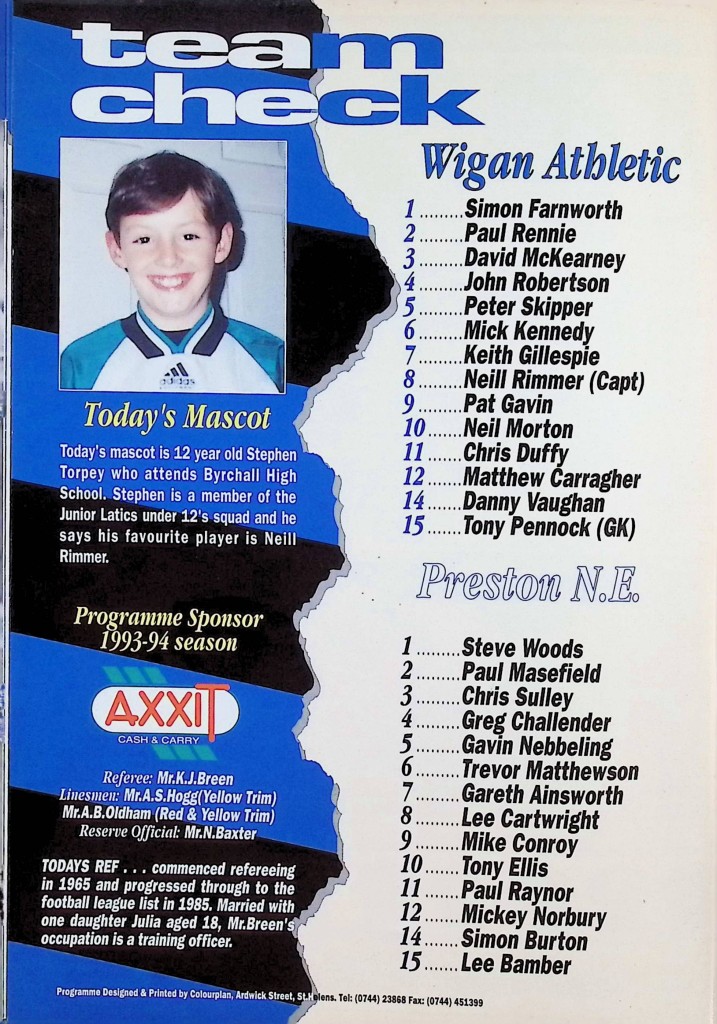 team
check
Today's Mascot
Today's mascot is 12 year old Stephen
Torpey who attends Byrchall High
School. Stephen is a member of the
Junior Latics under 12's squad and he
says his favourite player is Neill
Rimmer.
Programme Sponsor
1993-94 season
AXXIT
CASH & CARRY
Referee: Mr.K.J.Breen
Linesmen: Mr.A.S.Hogg(Yellow Trim)
Mr.A.B.Oldham (Red & Yellow Trim)
Reserve Official: Mr.N.Baxter
TODAYS REF . . . commenced refereeing
in 1965 and progressed through to the
football league list in 1985. Married with
one daughter Julia aged 18, Mr.Breen's
occupation is a training officer.
Wigan Athletic
1.........Simon Farnworth
2.........Paul Rennie
3.........David McKearney
4.........John Robertson
5.........Peter Skipper
6.........Mick Kennedy
7.........Keith Gillespie
8.........Neill Rimmer (Capt)
9.........Pat Gavin
10.......Neil Morton
11.......Chris Duffy
12.......Matthew Carragher
14.......Danny Vaughan
15.......Tony Pennock (GK)
Preston N.E.
1.........Steve Woods
2.........Paul Masefield
3.........Chris Sulley
4.........Greg Challender
5.........Gavin Nebbeling
6.........Trevor Matthewson
7.........Gareth Ainsworth
8.........Lee Cartwright
9.........Mike Conroy
10.......Tony Ellis
11.......Paul Raynor
12.......Mickey Norbury
14.......Simon Burton
15.......Lee Bamber
Programme Designed & Printed by Colourplan, Ardwick Street, St.Helens. Tel: (0744) 23868 Fax: (0744) 451399
adidas